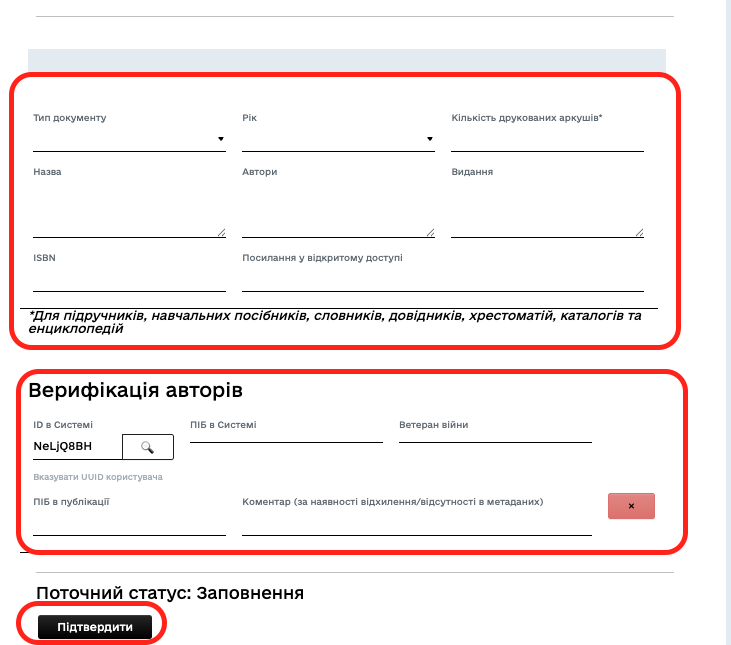 Тип документу
Рік
Кількість друкованих аркушів*
Назва
Автори
Видання
ISBN
Посилання у відкритому доступі
*Для підручників, навчальних посібників, словників, довідників, хрестоматій, каталогів та
енциклопедій
Верифікація авторів
ID в Системі
ПІБ в Системі
Ветеран війни
NeLjQ8BH
Вказувати UUID користувача
ПІБ в публікації
Коментар (за наявності відхилення/відсутності в метаданих)
×
Поточний статус: Заповнення
Підтвердити